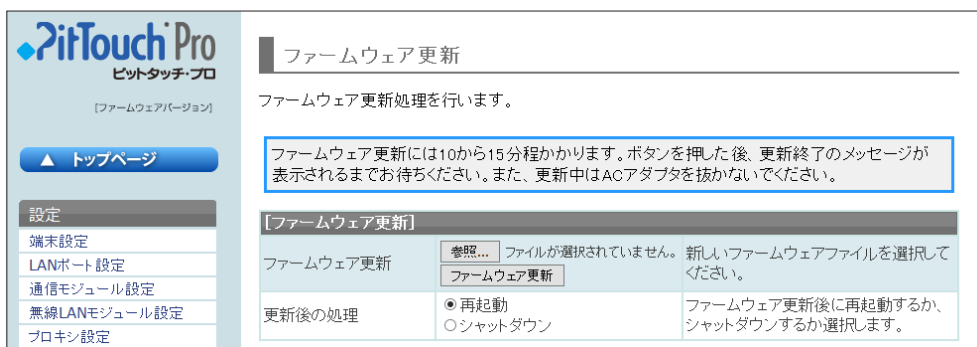 PitTouch Pro
ピットタッチ・プロ
[ファームウェアバージョン]
▲ トップページ
設定
端末設定
LANポート設定
通信モジュール設定
無線LANモジュール設定
プロキシ設定
ファームウェア更新
ファームウェア更新処理を行います。
ファームウェア更新には10から15分程かかります。ボタンを押した後、更新終了のメッセージが
表示されるまでお待ちください。また、更新中はACアダプタを抜かないでください。
[ファームウェア更新]
ファームウェア更新
参照... ファイルが選択されていません。
ファームウェア更新
新しいファームウェアファイルを選択して
ください。
更新後の処理
再起動
シャットダウン
ファームウェア更新後に再起動するか、
シャットダウンするか選択します。